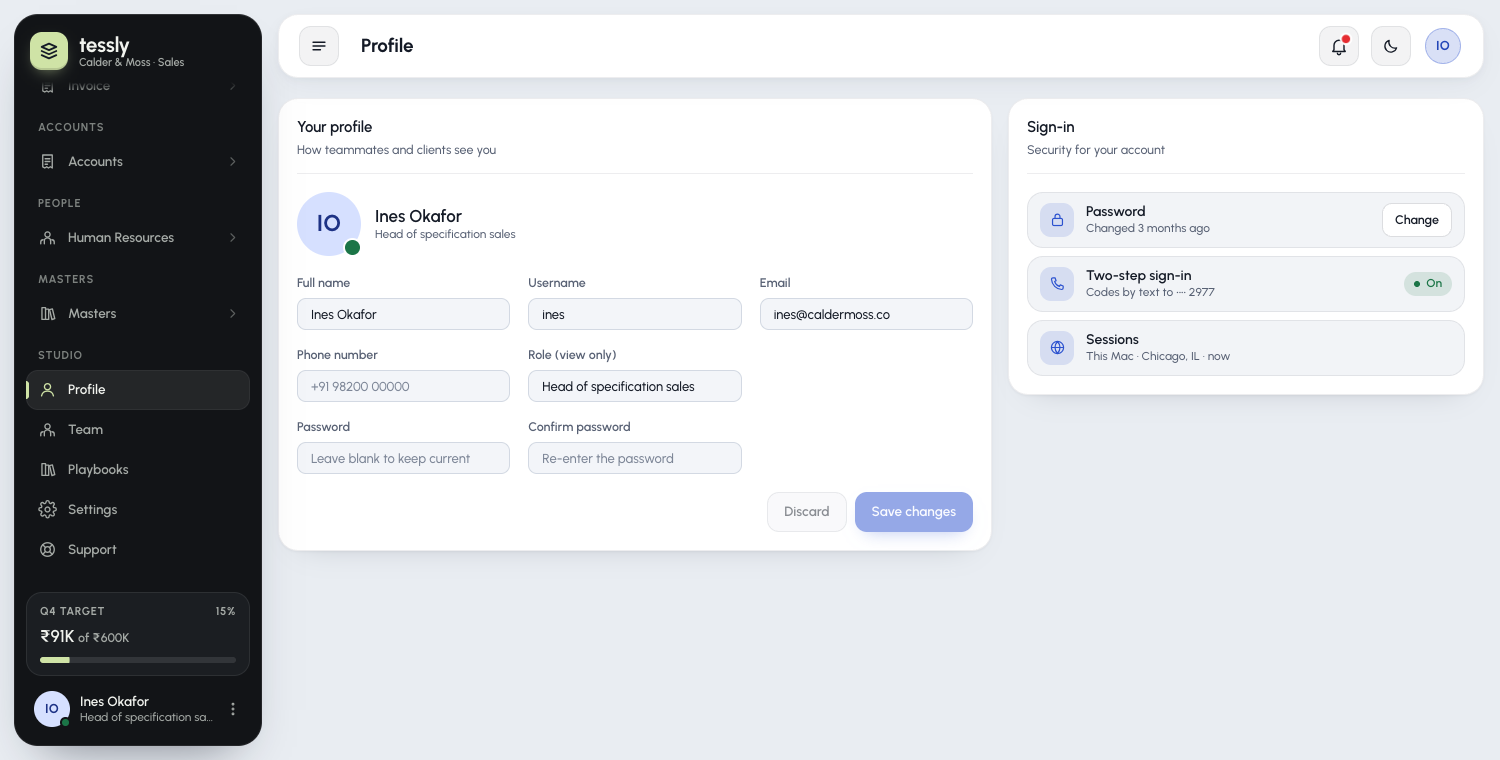 tessly
Calder & Moss · Sales
Invoice
ACCOUNTS
Accounts
PEOPLE
Human Resources
MASTERS
Masters
STUDIO
Profile
Team
Playbooks
Settings
Support
Q4 TARGET 15%
₹91K of ₹600K
IO
Ines Okafor
Head of specification sa...
Profile
IO
Your profile
How teammates and clients see you
IO
Ines Okafor
Head of specification sales
Full name Username Email
Ines Okafor ines ines@caldermoss.co
Phone number Role (view only)
+91 98200 00000 Head of specification sales
Password Confirm password
Leave blank to keep current Re-enter the password
Discard Save changes
Sign-in
Security for your account
Password
Changed 3 months ago
Change
Two-step sign-in
Codes by text to ···· 2977
On
Sessions
This Mac · Chicago, IL · now